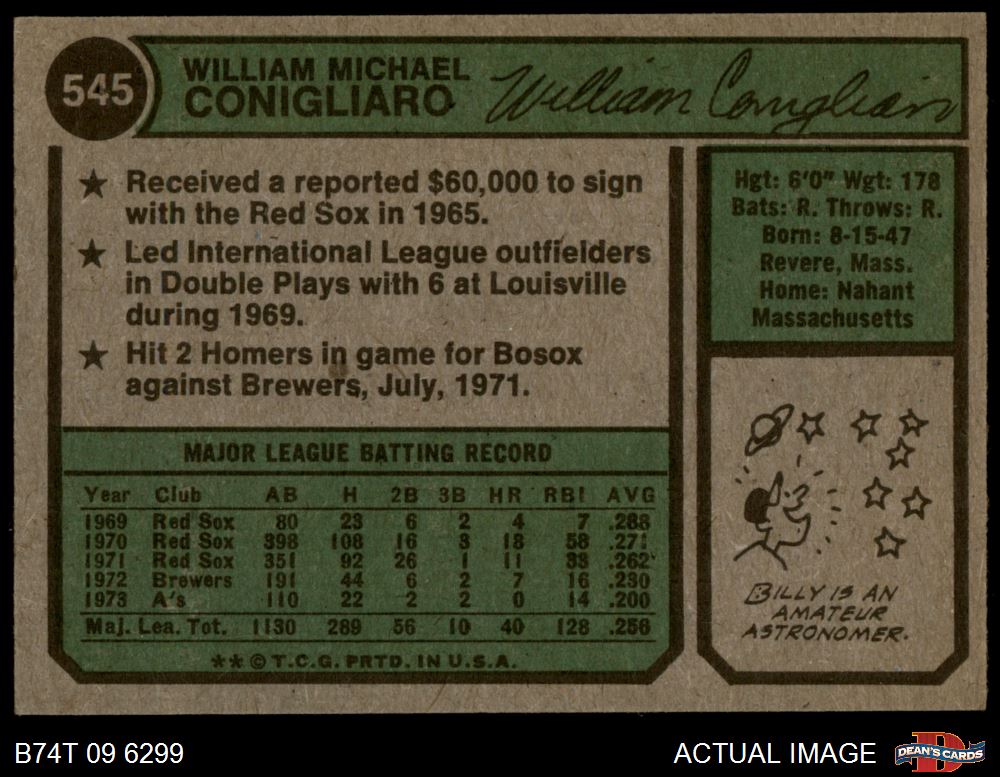 545
WILLIAM MICHAEL
CONIGLIARO
William Conigliaro
★ Received a reported $60,000 to sign
with the Red Sox in 1965.
★ Led International League outfielders
in Double Plays with 6 at Louisville
during 1969.
★ Hit 2 Homers in game for Bosox
against Brewers, July, 1971.
MAJOR LEAGUE BATTING RECORD
Year Club AB H 2B 3B HR RBI AVG
1969 Red Sox 80 23 6 2 4 7 .288
1970 Red Sox 398 108 16 3 18 58 .271
1971 Red Sox 351 92 26 1 11 33 .262
1972 Brewers 191 44 6 2 7 16 .230
1973 A's 110 22 2 2 0 14 .200
Maj. Lea. Tot. 1130 289 56 10 40 128 .256
**© T.C.G. PRTD. IN U.S.A.
Hgt: 6'0" Wgt: 178
Bats: R. Throws: R.
Born: 8-15-47
Revere, Mass.
Home: Nahant
Massachusetts
BILLY IS AN
AMATEUR
ASTRONOMER.
B74T 09 6299
ACTUAL IMAGE
DEAN'S CARDS